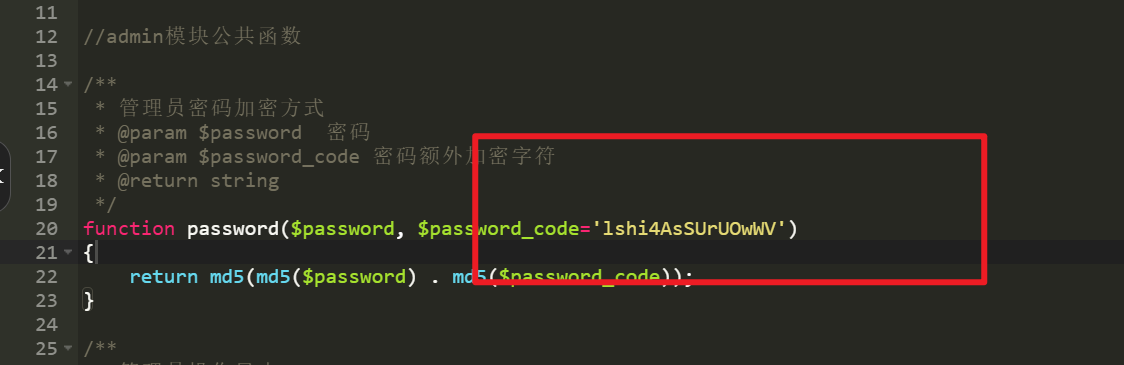 11
12 //admin模块公共函数
13
14 /**
15 * 管理员密码加密方式
16 * @param $password 密码
17 * @param $password_code 密码额外加密字符
18 * @return string
19 */
20 function password($password, $password_code='lshi4AsSUrUOwWV')
21 {
22 return md5(md5($password) . md5($password_code));
23 }
24
25 /**